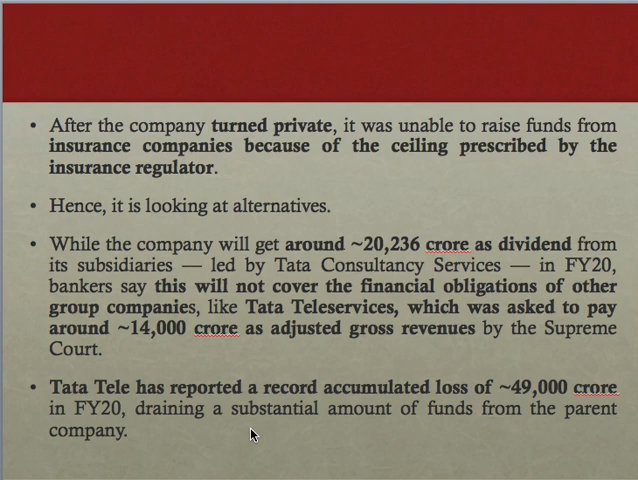 • After the company turned private, it was unable to raise funds from
insurance companies because of the ceiling prescribed by the
insurance regulator.
• Hence, it is looking at alternatives.
• While the company will get around ~20,236 crore as dividend from
its subsidiaries — led by Tata Consultancy Services — in FY20,
bankers say this will not cover the financial obligations of other
group companies, like Tata Teleservices, which was asked to pay
around ~14,000 crore as adjusted gross revenues by the Supreme
Court.
• Tata Tele has reported a record accumulated loss of ~49,000 crore
in FY20, draining a substantial amount of funds from the parent
company.